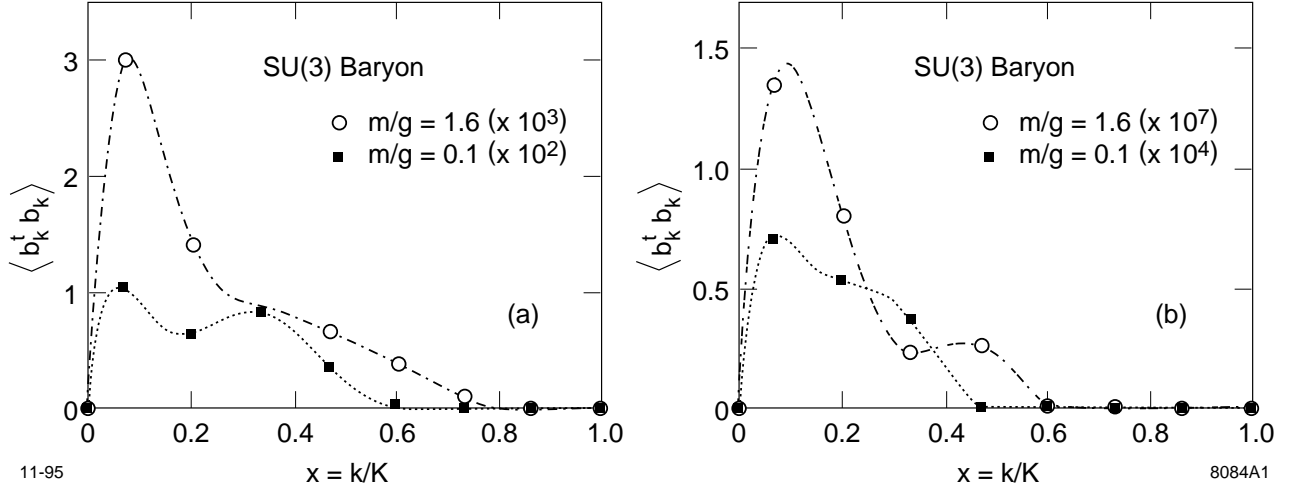 3
2
1
0
0 0.2 0.4 0.6 0.8 1.0
⟨ b_k^t b_k ⟩
x = k/K
SU(3) Baryon
m/g = 1.6 (x 10³)
m/g = 0.1 (x 10²)
(a)
11-95
1.5
1.0
0.5
0
0 0.2 0.4 0.6 0.8 1.0
⟨ b_k^t b_k ⟩
x = k/K
SU(3) Baryon
m/g = 1.6 (x 10⁷)
m/g = 0.1 (x 10⁴)
(b)
8084A1